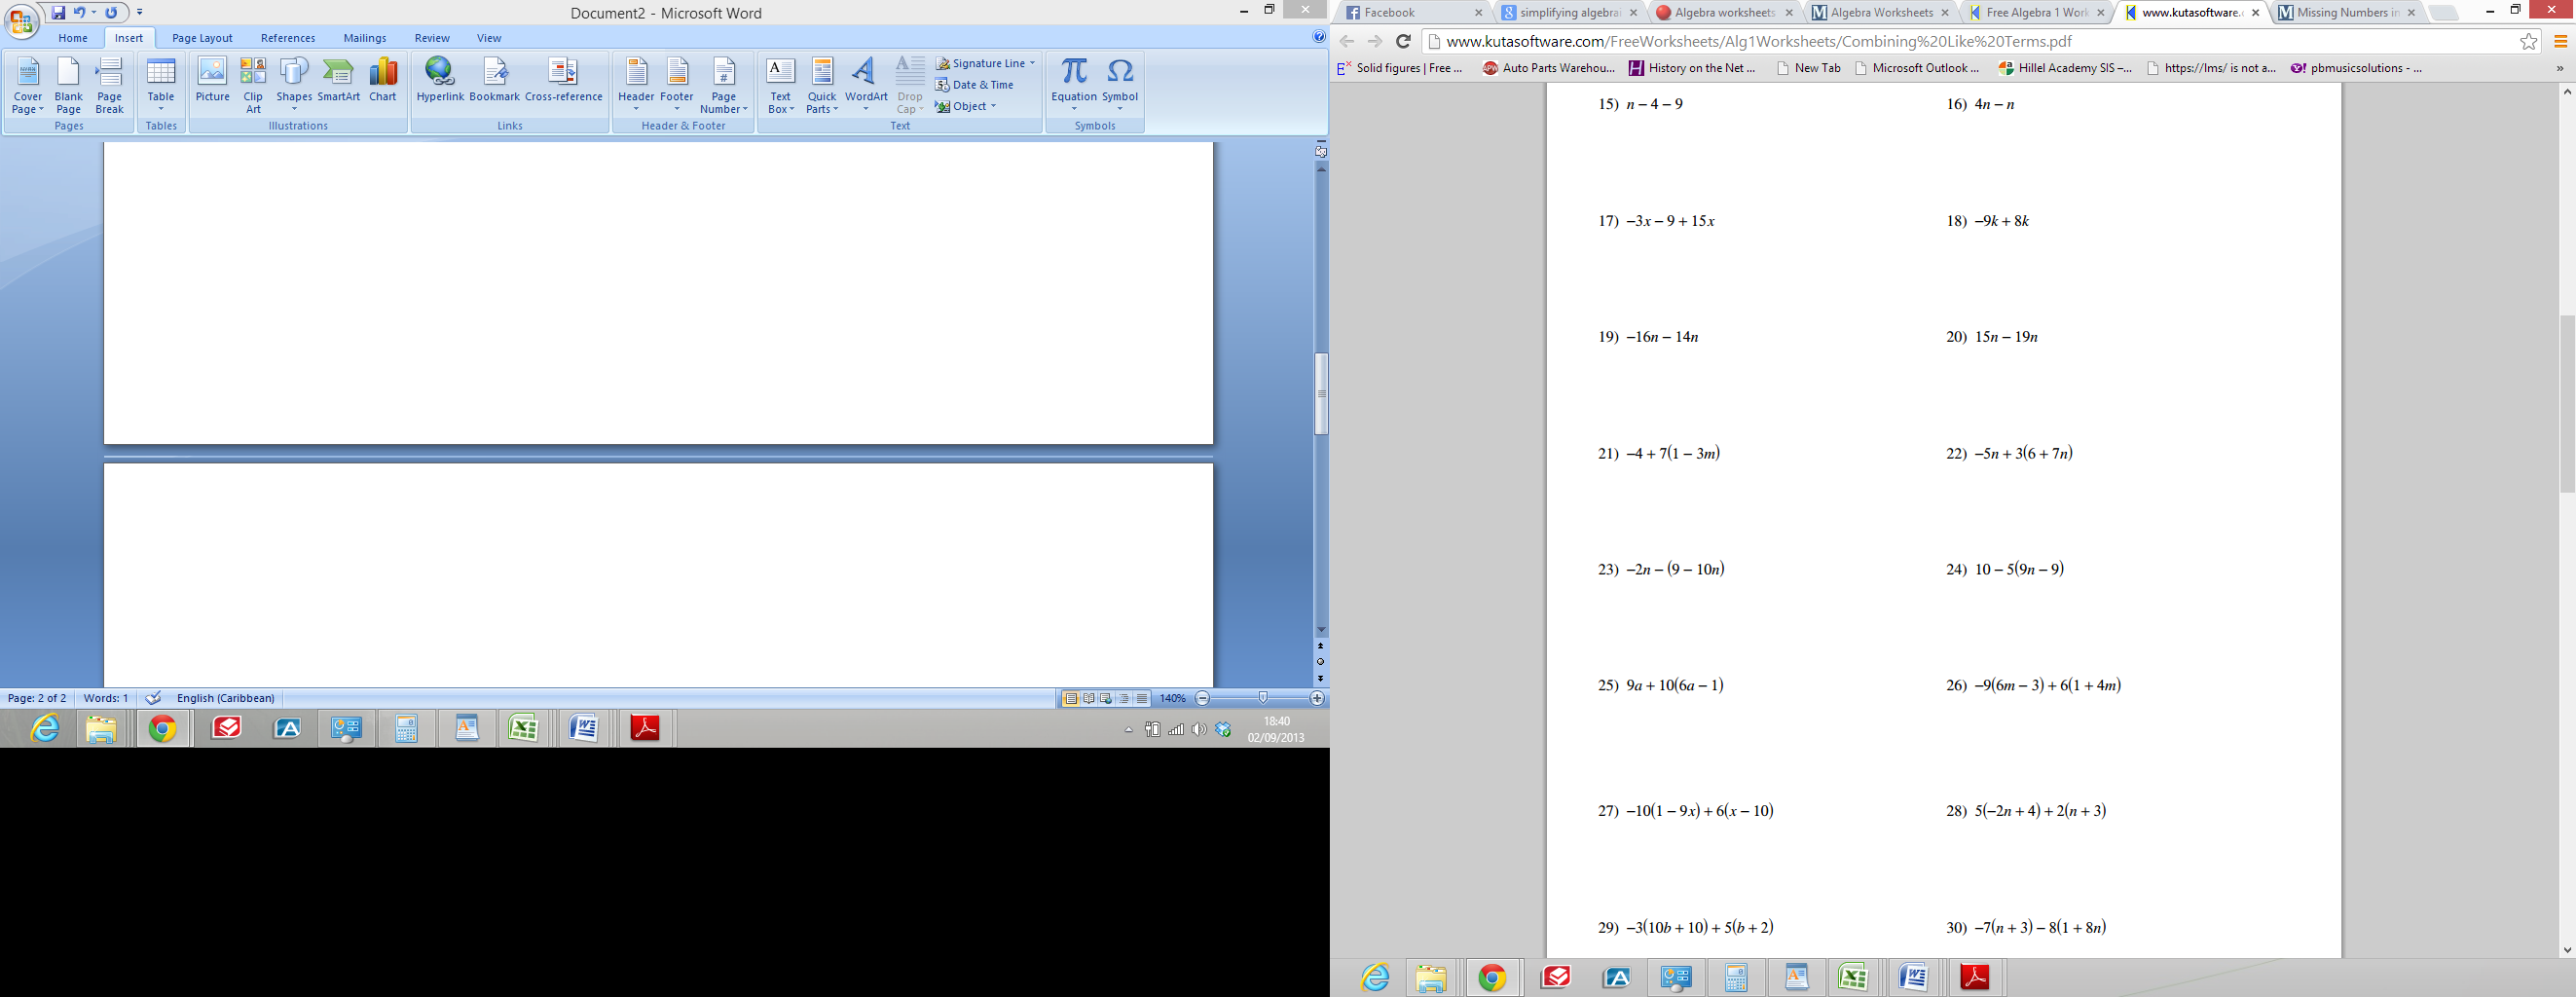 Document2 - Microsoft Word
Home Insert Page Layout References Mailings Review View
Cover Page Blank Page Page Break Table Picture Clip Art Shapes SmartArt Chart Hyperlink Bookmark Cross-reference Header Footer Page Number Text Box Quick Parts WordArt Drop Cap Signature Line Date & Time Object Equation Symbol
Pages Tables Illustrations Links Header & Footer Text Symbols
Page: 2 of 2 Words: 1 English (Caribbean) 140%
18:40
02/09/2013
Facebook simplifying algebra Algebra worksheets Algebra Worksheets Free Algebra 1 Work www.kutasoftware.c Missing Numbers in
www.kutasoftware.com/FreeWorksheets/Alg1Worksheets/Combining%20Like%20Terms.pdf
Solid figures | Free ... Auto Parts Warehou... History on the Net ... New Tab Microsoft Outlook ... Hillel Academy SIS –... https://lms/ is not a... pbmusicsolutions - ... »
15) n − 4 − 9 16) 4n − n
17) −3x − 9 + 15x 18) −9k + 8k
19) −16n − 14n 20) 15n − 19n
21) −4 + 7(1 − 3m) 22) −5n + 3(6 + 7n)
23) −2n − (9 − 10n) 24) 10 − 5(9n − 9)
25) 9a + 10(6a − 1) 26) −9(6m − 3) + 6(1 + 4m)
27) −10(1 − 9x) + 6(x − 10) 28) 5(−2n + 4) + 2(n + 3)
29) −3(10b + 10) + 5(b + 2) 30) −7(n + 3) − 8(1 + 8n)